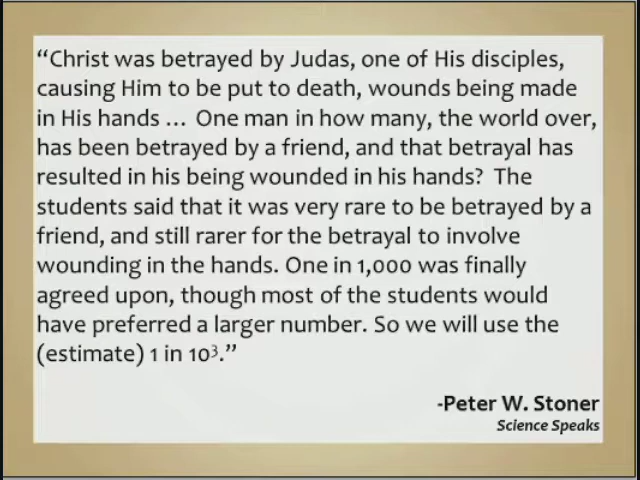 “Christ was betrayed by Judas, one of His disciples,
causing Him to be put to death, wounds being made
in His hands … One man in how many, the world over,
has been betrayed by a friend, and that betrayal has
resulted in his being wounded in his hands? The
students said that it was very rare to be betrayed by a
friend, and still rarer for the betrayal to involve
wounding in the hands. One in 1,000 was finally
agreed upon, though most of the students would
have preferred a larger number. So we will use the
(estimate) 1 in 10³.”
-Peter W. Stoner
Science Speaks